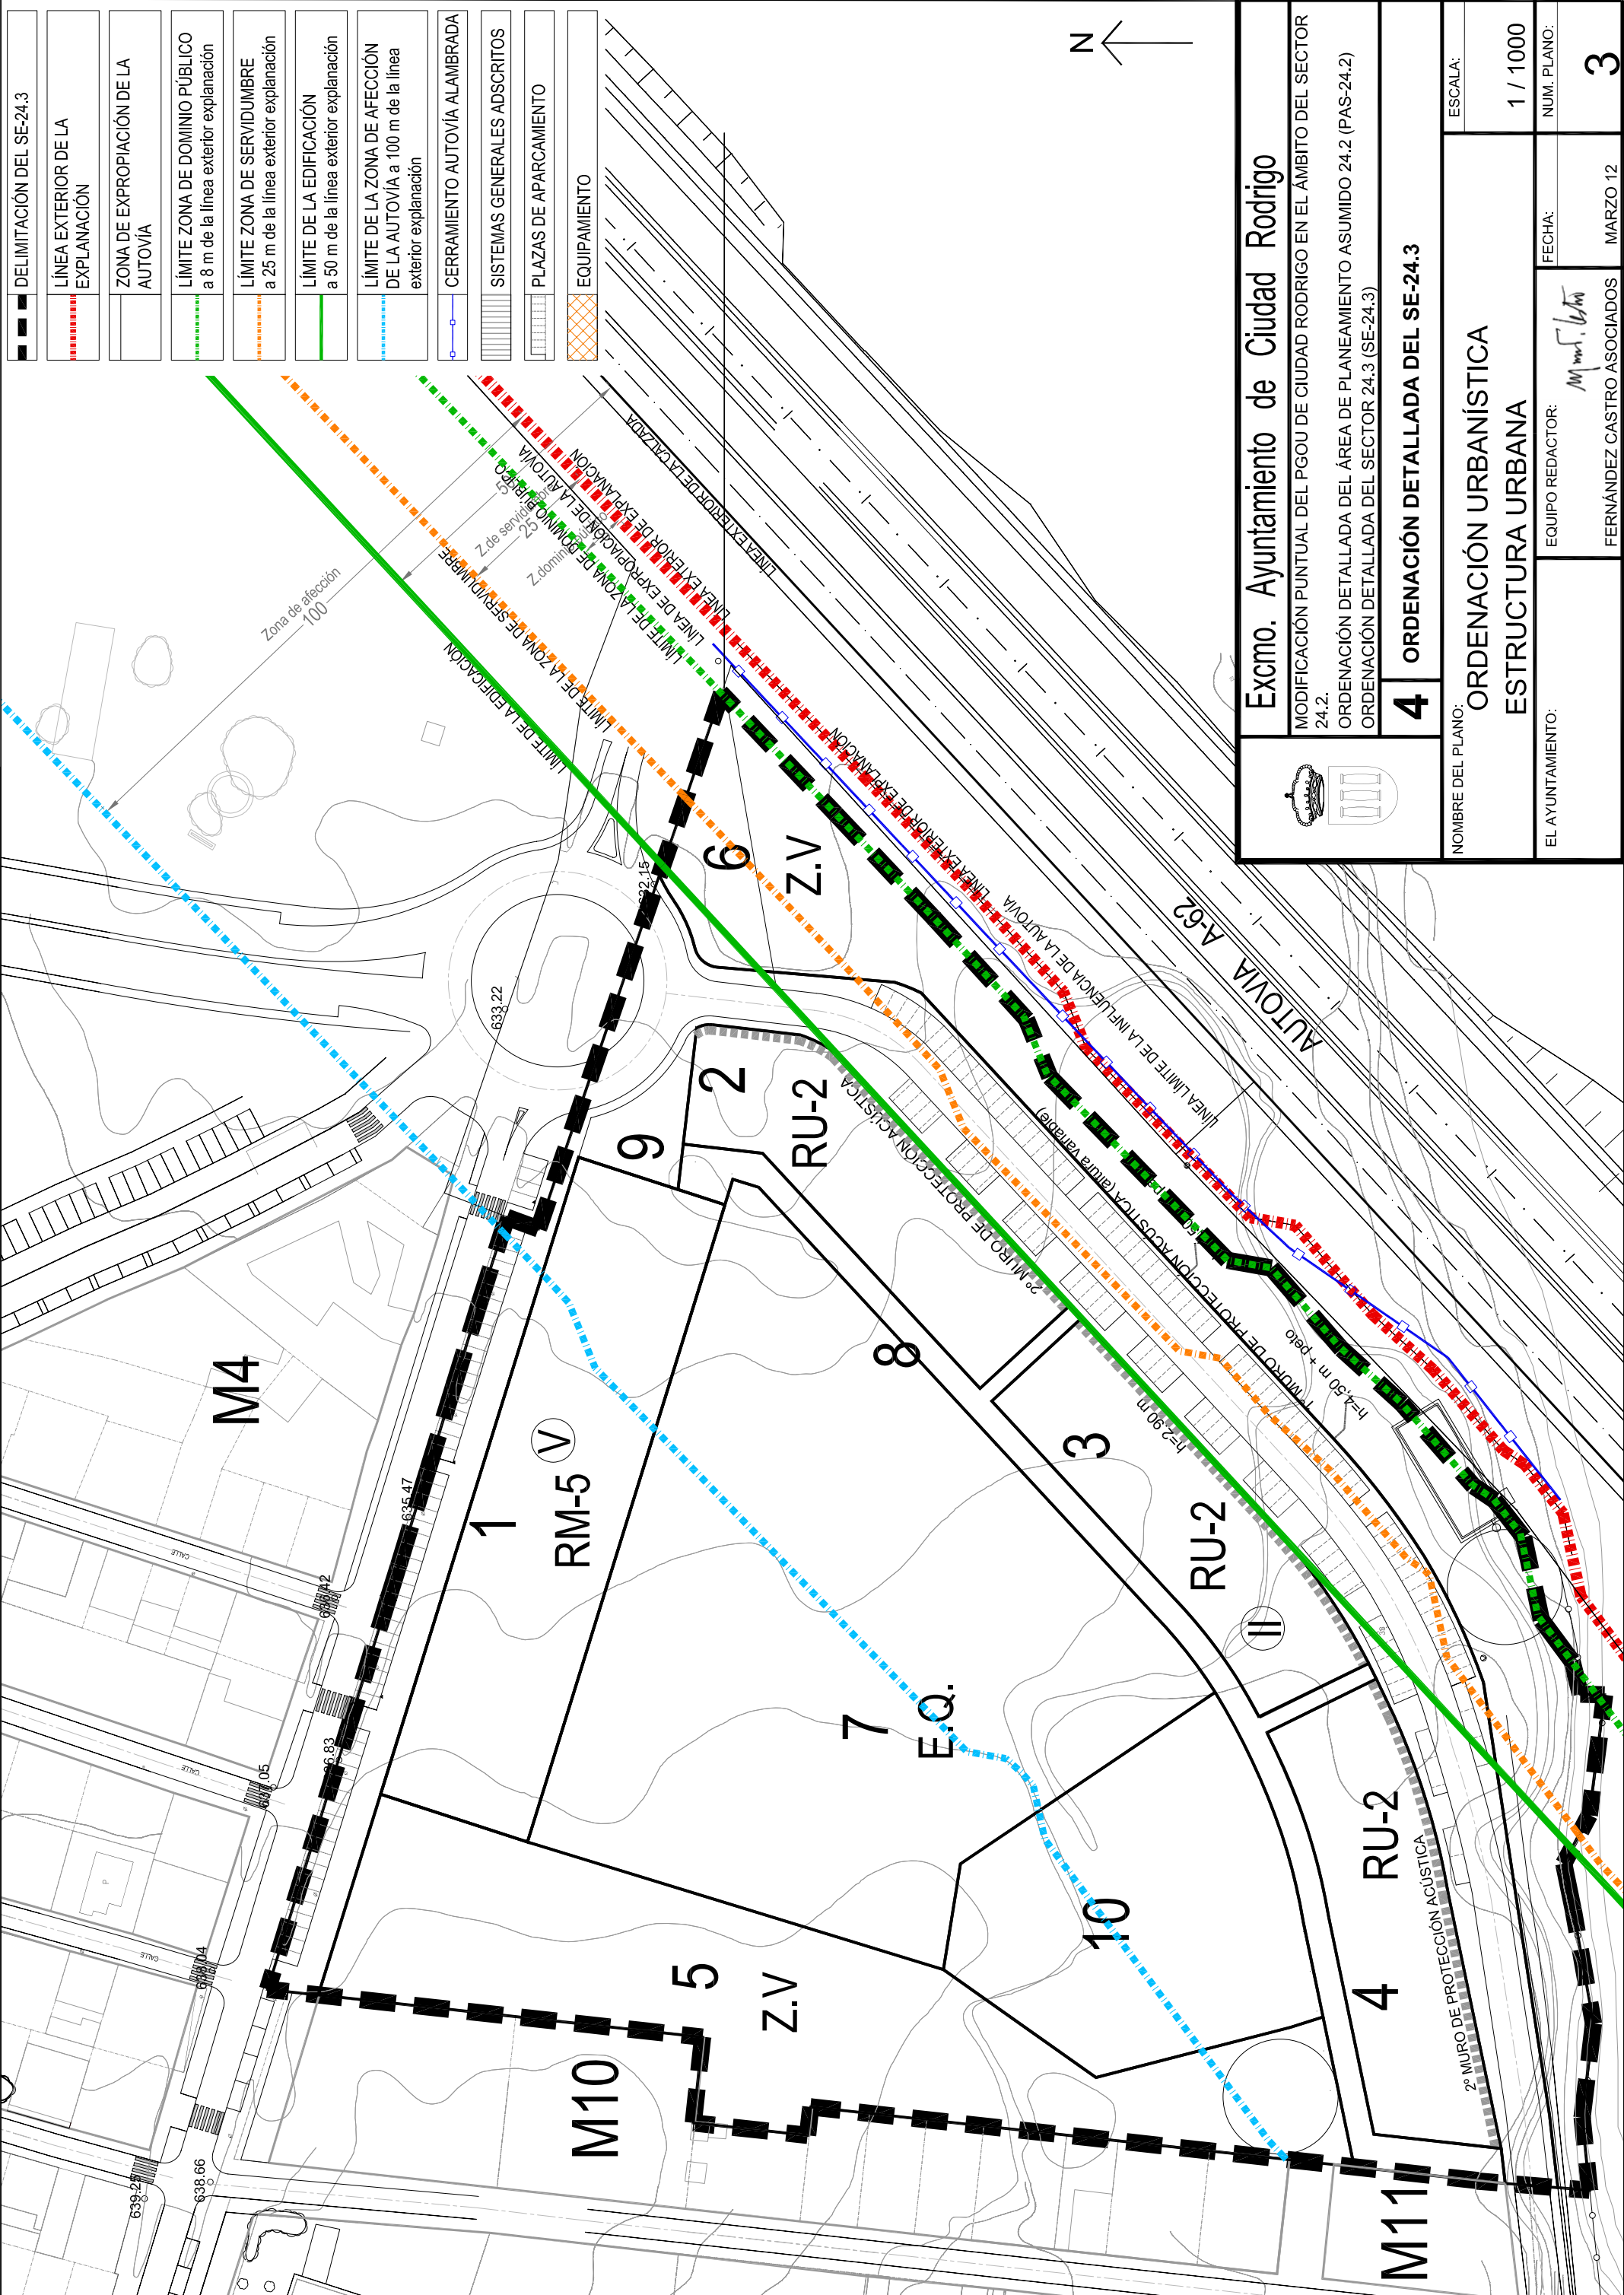 DELIMITACIÓN DEL SE-24.3
LÍNEA EXTERIOR DE LA
EXPLANACIÓN
ZONA DE EXPROPIACIÓN DE LA
AUTOVÍA
LÍMITE ZONA DE DOMINIO PÚBLICO
a 8 m de la línea exterior explanación
LÍMITE ZONA DE SERVIDUMBRE
a 25 m de la línea exterior explanación
LÍMITE DE LA EDIFICACIÓN
a 50 m de la línea exterior explanación
LÍMITE DE LA ZONA DE AFECCIÓN
DE LA AUTOVÍA a 100 m de la línea
exterior explanación
CERRAMIENTO AUTOVÍA ALAMBRADA
SISTEMAS GENERALES ADSCRITOS
PLAZAS DE APARCAMIENTO
EQUIPAMIENTO
N
Zona de afección
100
Z.de servidumbre
25
LÍMITE DE LA EDIFICACIÓN
LÍMITE DE LA ZONA DE SERVIDUMBRE
LÍMITE DE LA ZONA DE DOMINIO PÚBLICO
LÍNEA DE EXPROPIACIÓN DE LA AUTOVÍA
LÍNEA EXTERIOR DE EXPLANACIÓN
LÍNEA EXTERIOR DE LA CALZADA
LÍNEA EXTERIOR DE EXPLANACIÓN
LÍNEA LÍMITE DE LA INFLUENCIA DE LA AUTOVÍA
AUTOVIA A-62
M4
M10
M11
1
RM-5
V
2
RU-2
3
RU-2
II
4
RU-2
5
Z.V
6
Z.V
7
E.Q.
8
9
10
2º MURO DE PROTECCIÓN ACÚSTICA
h=2.90 m
1º MURO DE PROTECCIÓN ACÚSTICA (altura variable)
h=4,50 m + peto
2º MURO DE PROTECCIÓN ACÚSTICA
632.15
633.22
635.47
636.42
637.05
638.04
638.66
639.25
CALLE
CALLE
CALLE
P
Excmo. Ayuntamiento de Ciudad Rodrigo
MODIFICACIÓN PUNTUAL DEL PGOU DE CIUDAD RODRIGO EN EL ÁMBITO DEL SECTOR
24.2.
ORDENACIÓN DETALLADA DEL ÁREA DE PLANEAMIENTO ASUMIDO 24.2 (PAS-24.2)
ORDENACIÓN DETALLADA DEL SECTOR 24.3 (SE-24.3)
4 ORDENACIÓN DETALLADA DEL SE-24.3
NOMBRE DEL PLANO:
ORDENACIÓN URBANÍSTICA
ESTRUCTURA URBANA
ESCALA:
1 / 1000
EL AYUNTAMIENTO:
EQUIPO REDACTOR:
FERNÁNDEZ CASTRO ASOCIADOS
FECHA:
MARZO 12
NUM. PLANO:
3